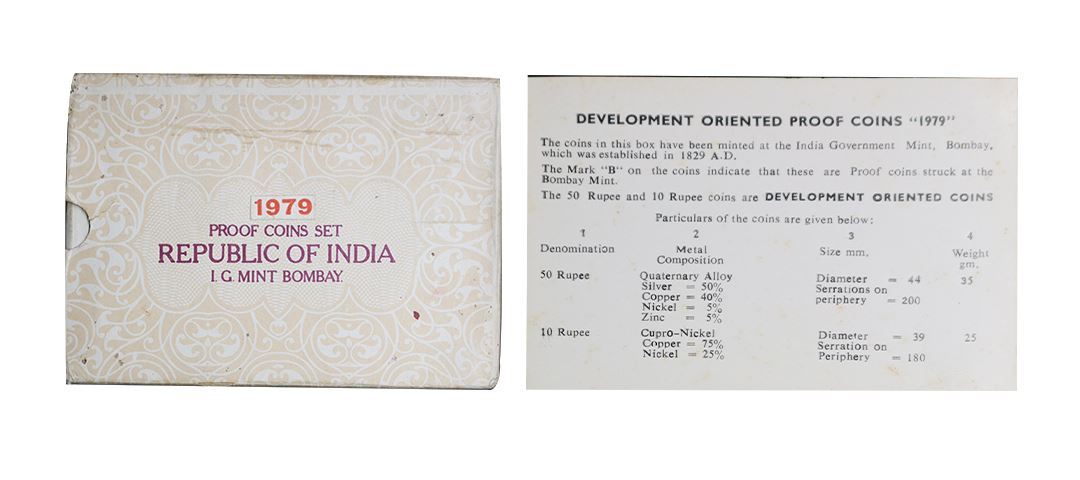 1979
PROOF COINS SET
REPUBLIC OF INDIA
I. G. MINT BOMBAY.
DEVELOPMENT ORIENTED PROOF COINS "1979"
The coins in this box have been minted at the India Government Mint, Bombay,
which was established in 1829 A.D.
The Mark "B" on the coins indicate that these are Proof coins struck at the
Bombay Mint.
The 50 Rupee and 10 Rupee coins are DEVELOPMENT ORIENTED COINS
Particulars of the coins are given below:
1 2 3 4
Denomination Metal Composition Size mm, Weight gm,
50 Rupee Quaternary Alloy Diameter = 44 35
Silver = 50% Serrations on
Copper = 40% periphery = 200
Nickel = 5%
Zinc = 5%
10 Rupee Cupro-Nickel Diameter = 39 25
Copper = 75% Serration on
Nickel = 25% Periphery = 180